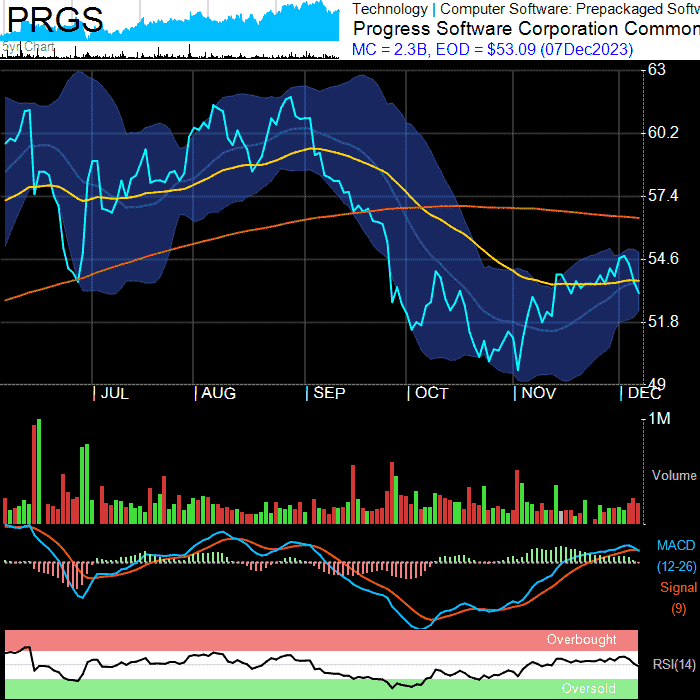 PRGS
5yr Chart
Technology | Computer Software: Prepackaged Softw
Progress Software Corporation Common
MC = 2.3B, EOD = $53.09 (07Dec2023)
63
60.2
57.4
54.6
51.8
49
| JUL
| AUG
| SEP
| OCT
| NOV
| DEC
1M
Volume
MACD
(12-26)
Signal
(9)
Overbought
RSI(14)
Oversold